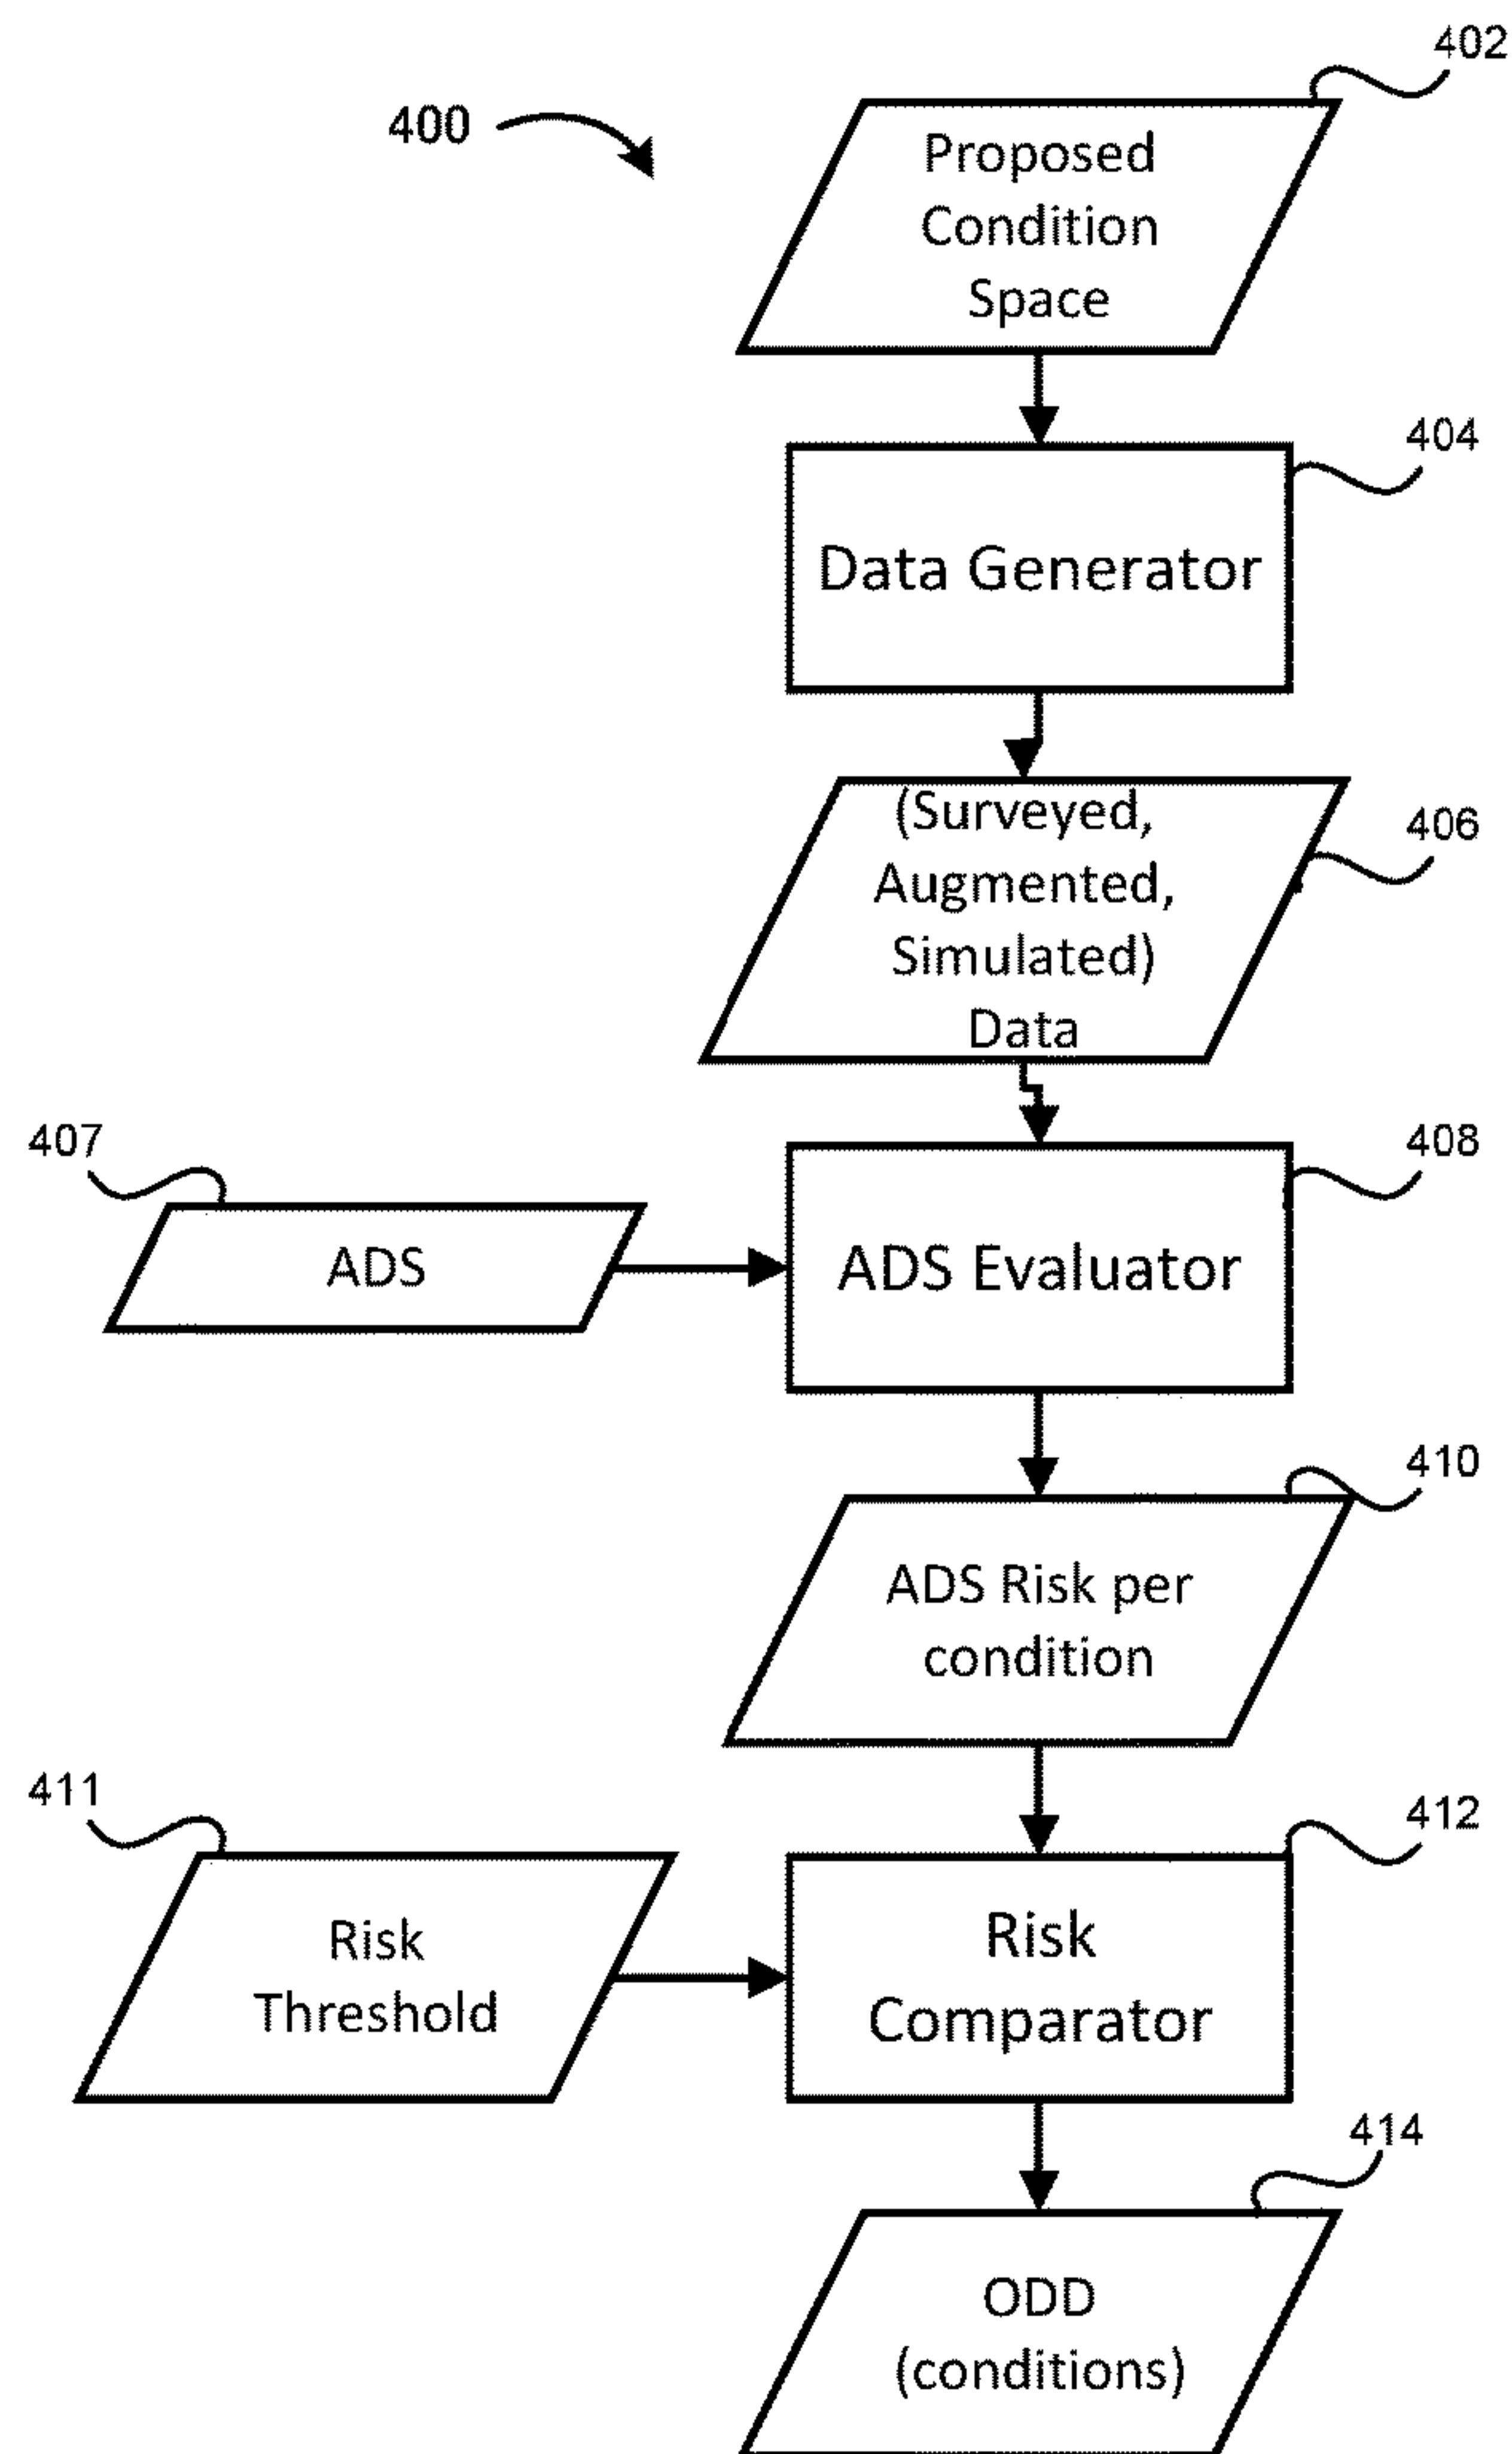 402
400
Proposed
Condition
Space
404
Data Generator
(Surveyed,
Augmented,
Simulated)
Data
406
407
408
ADS
ADS Evaluator
410
ADS Risk per
condition
411
412
Risk
Threshold
Risk
Comparator
414
ODD
(conditions)